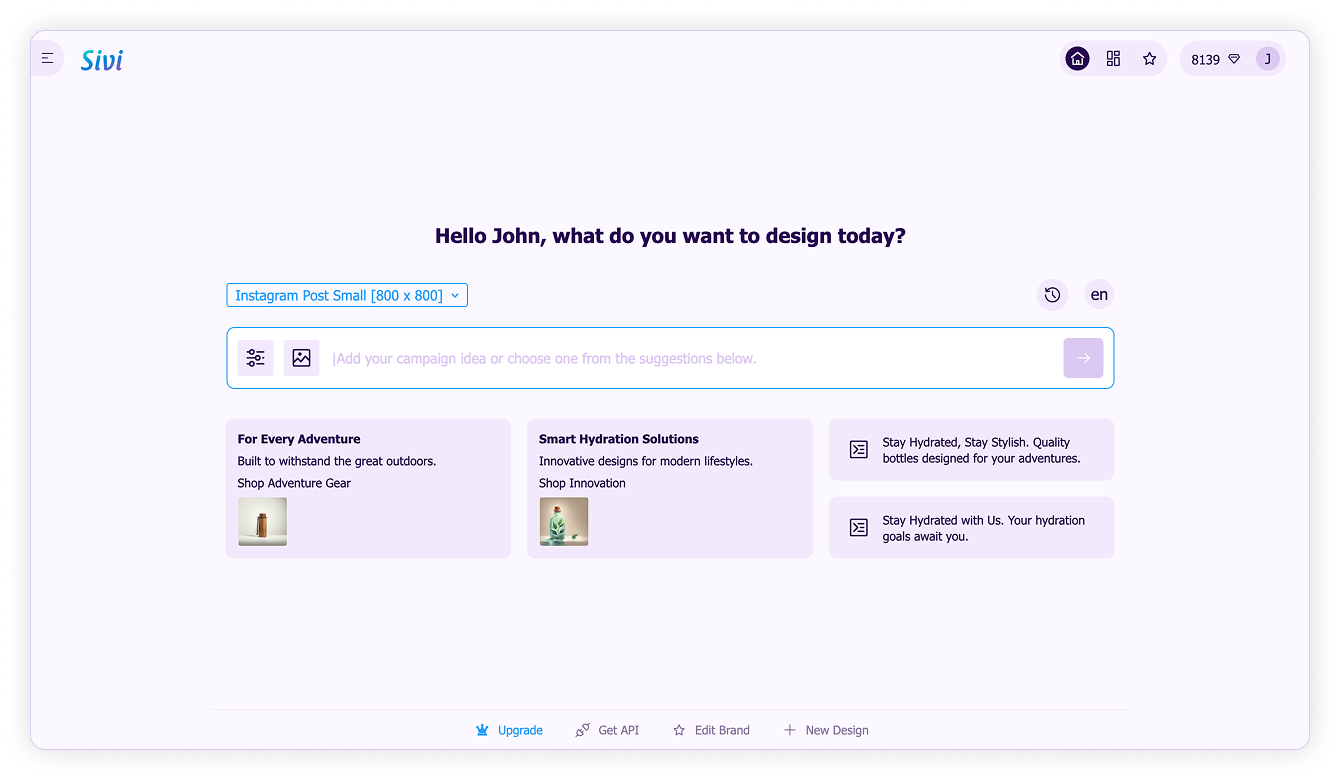 Sivi
8139
J
Hello John, what do you want to design today?
Instagram Post Small [800 x 800]
en
Add your campaign idea or choose one from the suggestions below.
For Every Adventure
Built to withstand the great outdoors.
Shop Adventure Gear
Smart Hydration Solutions
Innovative designs for modern lifestyles.
Shop Innovation
Stay Hydrated, Stay Stylish. Quality
bottles designed for your adventures.
Stay Hydrated with Us. Your hydration
goals await you.
Upgrade
Get API
Edit Brand
New Design